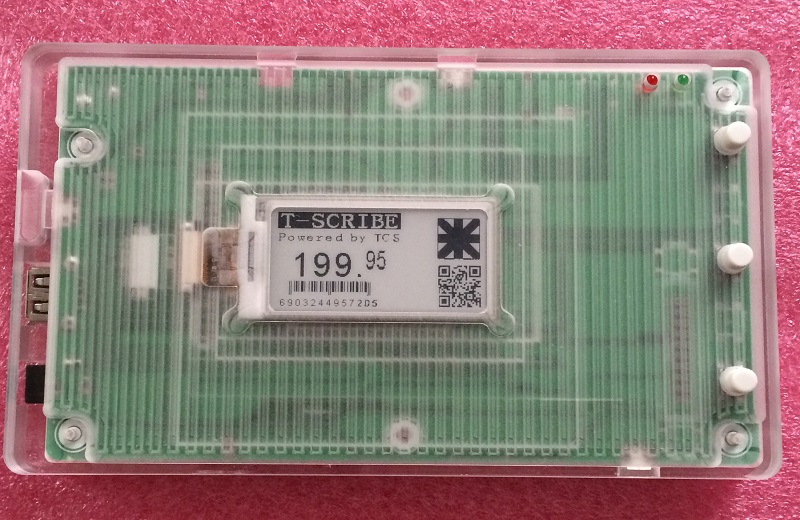 T-SCRIBE
Powered by TCS
199.95
69032449572DS